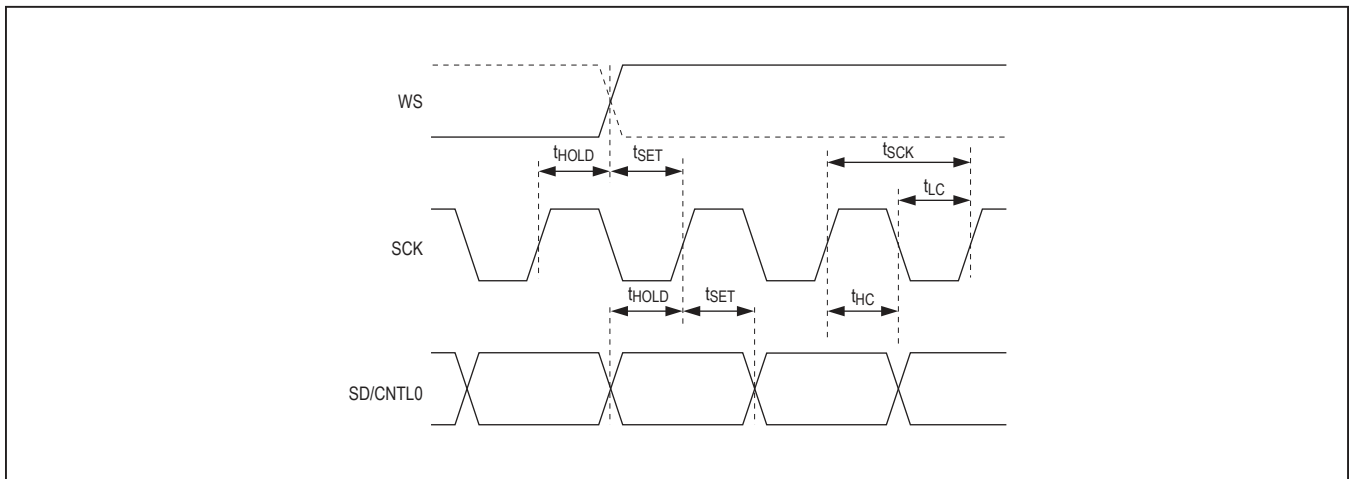 WS
tHOLD tSET
tSCK
tLC
SCK
tHOLD tSET
tHC
SD/CNTL0